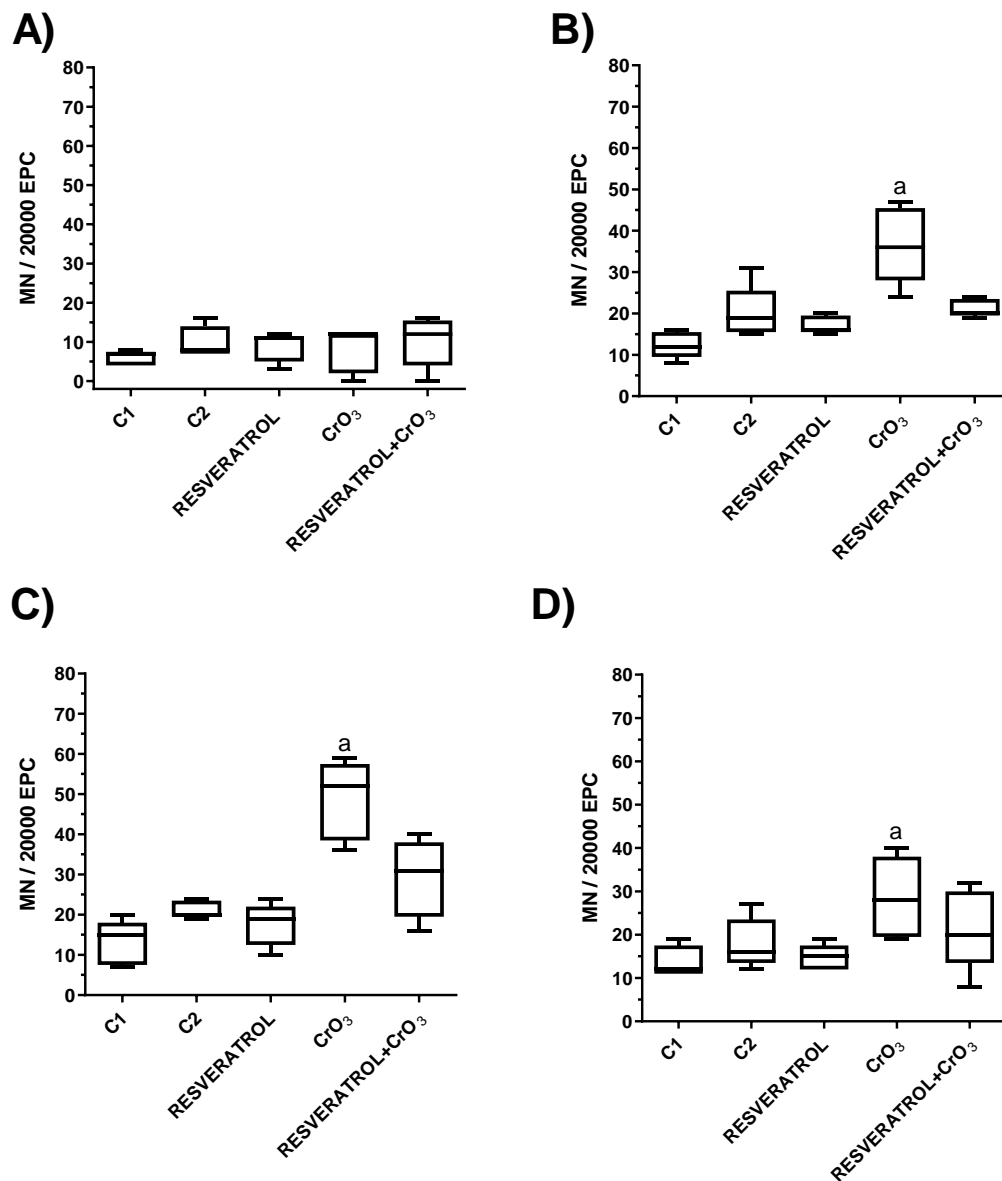 A)
80
70
60
50
40
30
20
10
0
MN / 20000 EPC
C1
C2
RESVERATROL
CrO₃
RESVERATROL+CrO₃
B)
80
70
60
50
40
30
20
10
0
MN / 20000 EPC
a
C1
C2
RESVERATROL
CrO₃
RESVERATROL+CrO₃
C)
80
70
60
50
40
30
20
10
0
MN / 20000 EPC
a
C1
C2
RESVERATROL
CrO₃
RESVERATROL+CrO₃
D)
80
70
60
50
40
30
20
10
0
MN / 20000 EPC
a
C1
C2
RESVERATROL
CrO₃
RESVERATROL+CrO₃